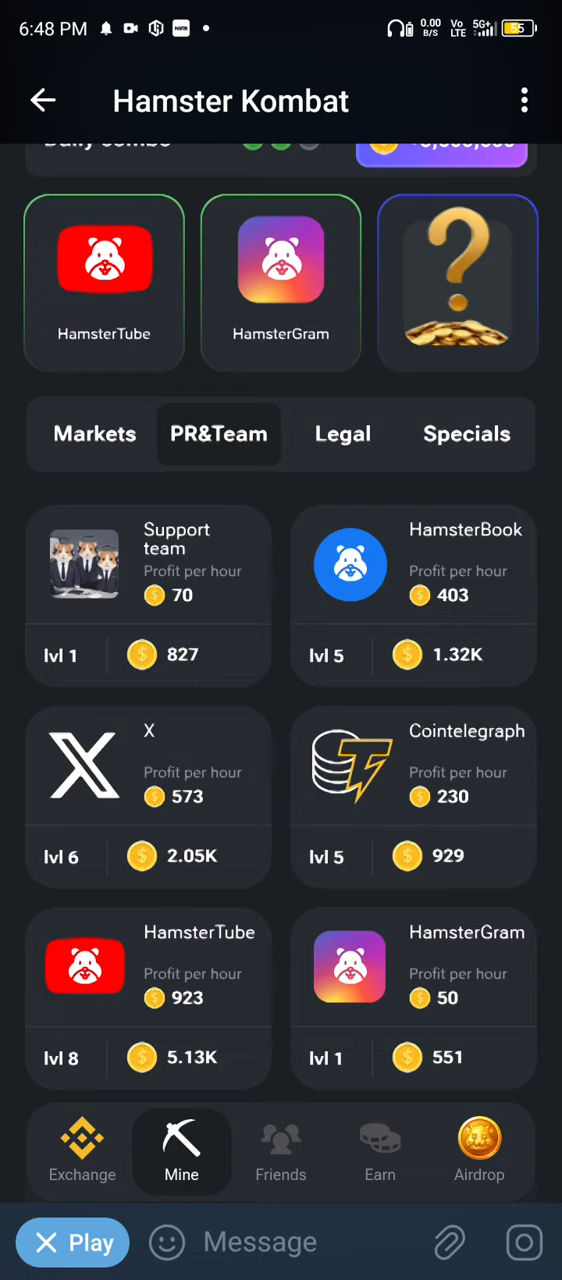 6:48 PM
0.00 B/S
Vo LTE
5G+
55
Hamster Kombat
Daily combo
HamsterTube
HamsterGram
Markets
PR&Team
Legal
Specials
Support team
Profit per hour
70
lvl 1
827
HamsterBook
Profit per hour
403
lvl 5
1.32K
X
Profit per hour
573
lvl 6
2.05K
Cointelegraph
Profit per hour
230
lvl 5
929
HamsterTube
Profit per hour
923
lvl 8
5.13K
HamsterGram
Profit per hour
50
lvl 1
551
Exchange
Mine
Friends
Earn
Airdrop
Play
Message